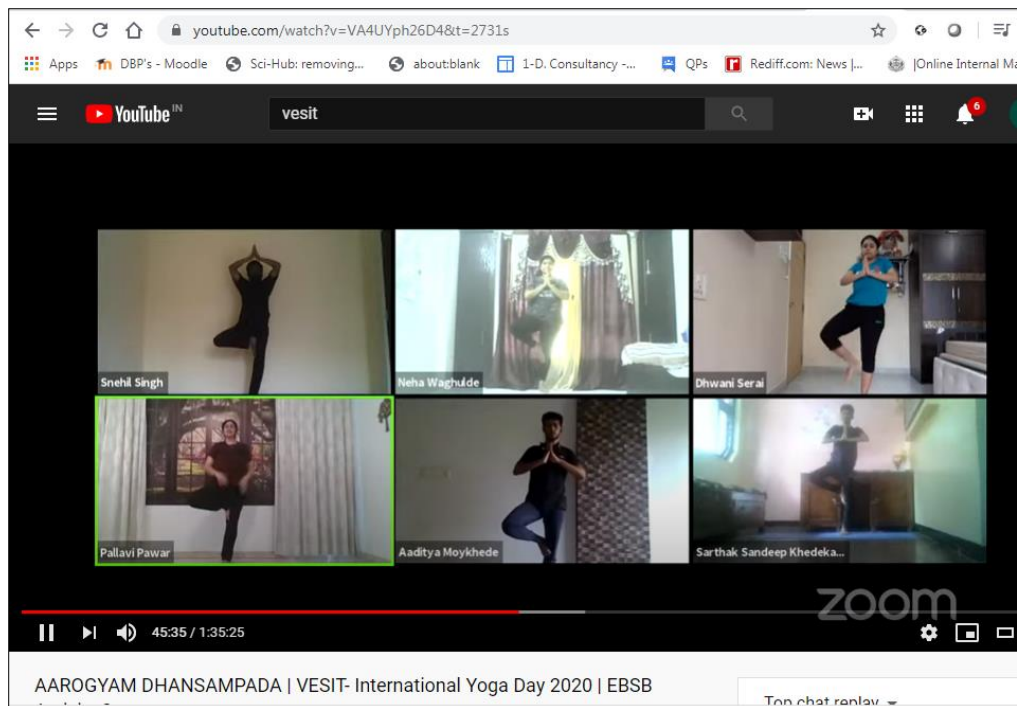 youtube.com/watch?v=VA4UYph26D4&t=2731s
Apps DBP's - Moodle Sci-Hub: removing... about:blank 1-D. Consultancy -... QPs Rediff.com: News |... |Online Internal Ma
YouTube IN vesit 6
Snehil Singh Neha Waghulde Dhwani Serai
Pallavi Pawar Aaditya Moykhede Sarthak Sandeep Khedeka...
zoom
45:35 / 1:35:25
AAROGYAM DHANSAMPADA | VESIT- International Yoga Day 2020 | EBSB
Top chat replay